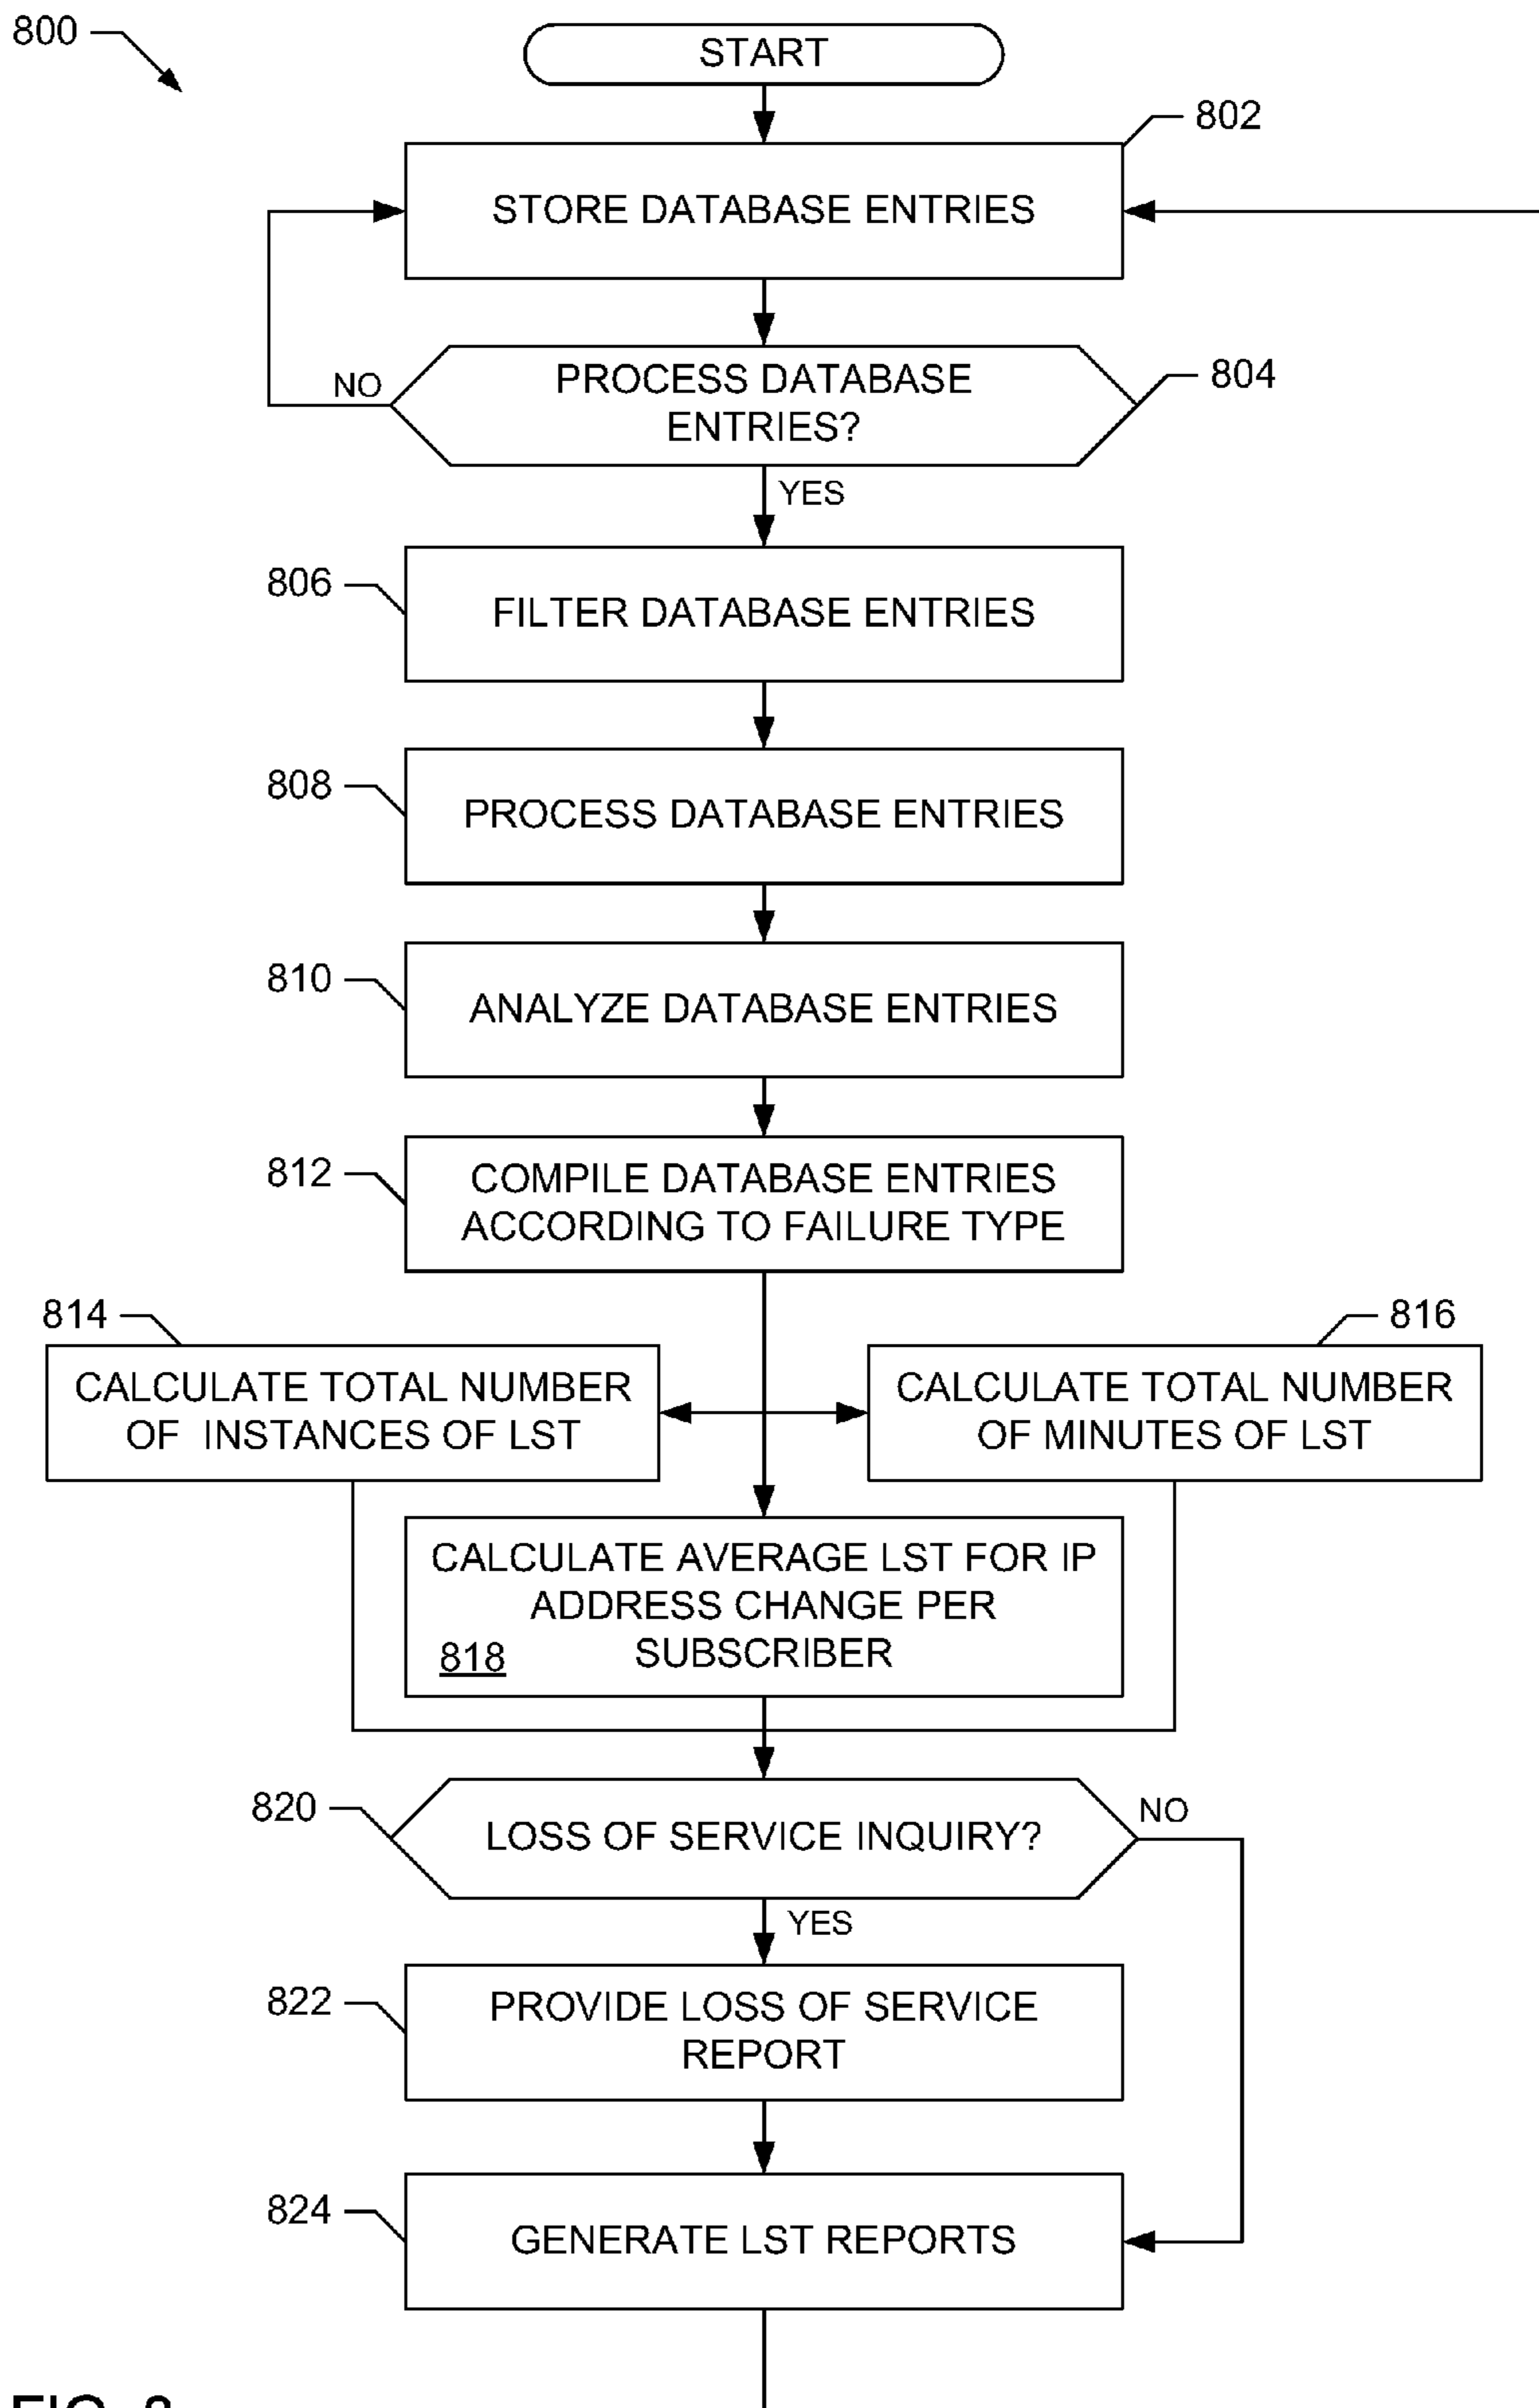 800
START
802
STORE DATABASE ENTRIES
NO
PROCESS DATABASE
ENTRIES?
804
YES
806
FILTER DATABASE ENTRIES
808
PROCESS DATABASE ENTRIES
810
ANALYZE DATABASE ENTRIES
812
COMPILE DATABASE ENTRIES
ACCORDING TO FAILURE TYPE
814
816
CALCULATE TOTAL NUMBER
OF INSTANCES OF LST
CALCULATE TOTAL NUMBER
OF MINUTES OF LST
CALCULATE AVERAGE LST FOR IP
ADDRESS CHANGE PER
SUBSCRIBER
818
820
LOSS OF SERVICE INQUIRY?
NO
YES
822
PROVIDE LOSS OF SERVICE
REPORT
824
GENERATE LST REPORTS
FIG. 8